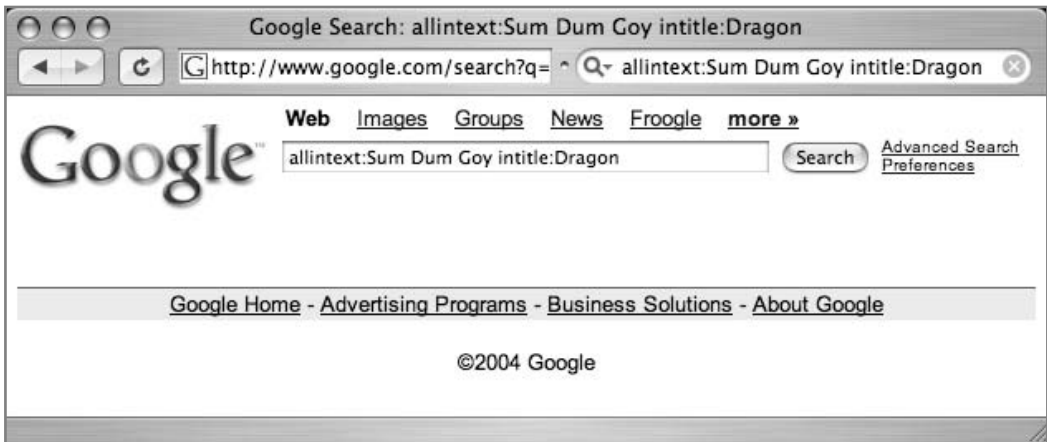 Google Search: allintext:Sum Dum Goy intitle:Dragon
G http://www.google.com/search?q= Q allintext:Sum Dum Goy intitle:Dragon
Web Images Groups News Froogle more »
Google™ allintext:Sum Dum Goy intitle:Dragon Search Advanced Search
Preferences
Google Home - Advertising Programs - Business Solutions - About Google
©2004 Google